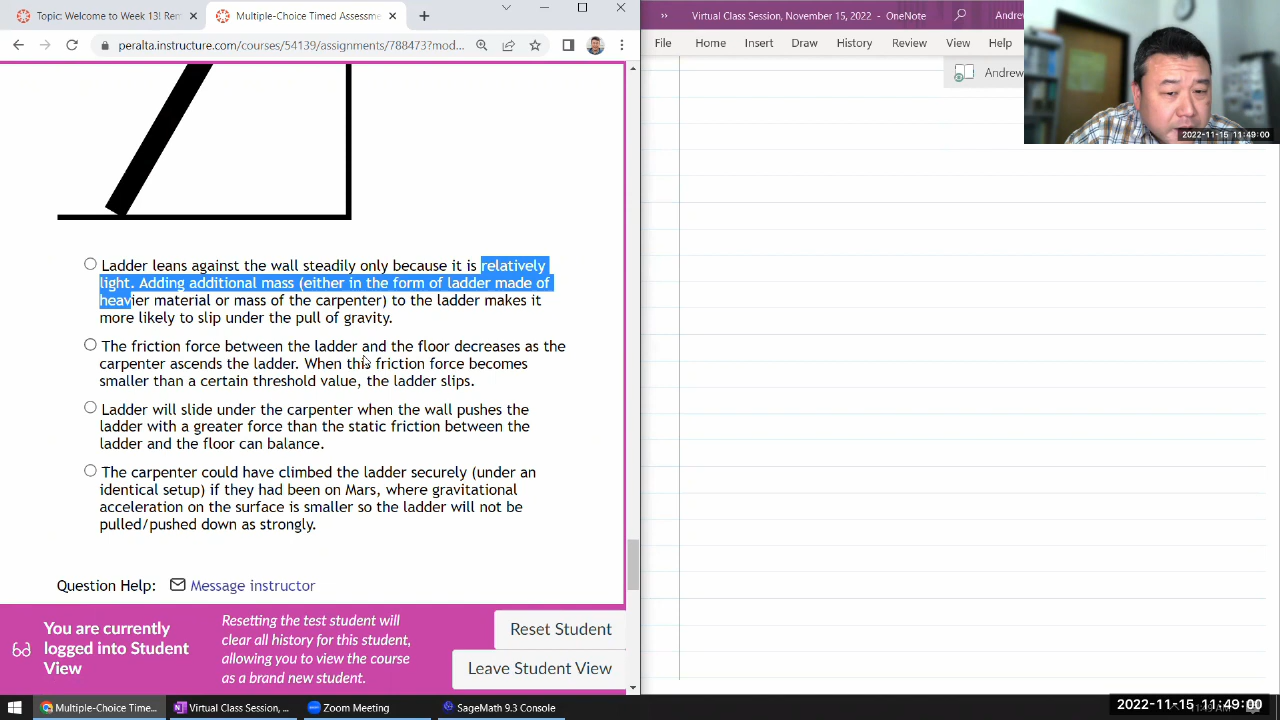 Topic: Welcome to Week 13! Rem
Multiple-Choice Timed Assessme
Virtual Class Session, November 15, 2022 - OneNote
peralta.instructure.com/courses/54139/assignments/788473?mod...
File Home Insert Draw History Review View Help
Andrew
2022-11-15 11:49:00
Ladder leans against the wall steadily only because it is relatively
light. Adding additional mass (either in the form of ladder made of
heavier material or mass of the carpenter) to the ladder makes it
more likely to slip under the pull of gravity.
The friction force between the ladder and the floor decreases as the
carpenter ascends the ladder. When this friction force becomes
smaller than a certain threshold value, the ladder slips.
Ladder will slide under the carpenter when the wall pushes the
ladder with a greater force than the static friction between the
ladder and the floor can balance.
The carpenter could have climbed the ladder securely (under an
identical setup) if they had been on Mars, where gravitational
acceleration on the surface is smaller so the ladder will not be
pulled/pushed down as strongly.
Question Help: Message instructor
You are currently
logged into Student
View
Resetting the test student will
clear all history for this student,
allowing you to view the course
as a brand new student.
Reset Student
Leave Student View
Multiple-Choice Time...
Virtual Class Session, ...
Zoom Meeting
SageMath 9.3 Console
2022-11-15 11:49:00